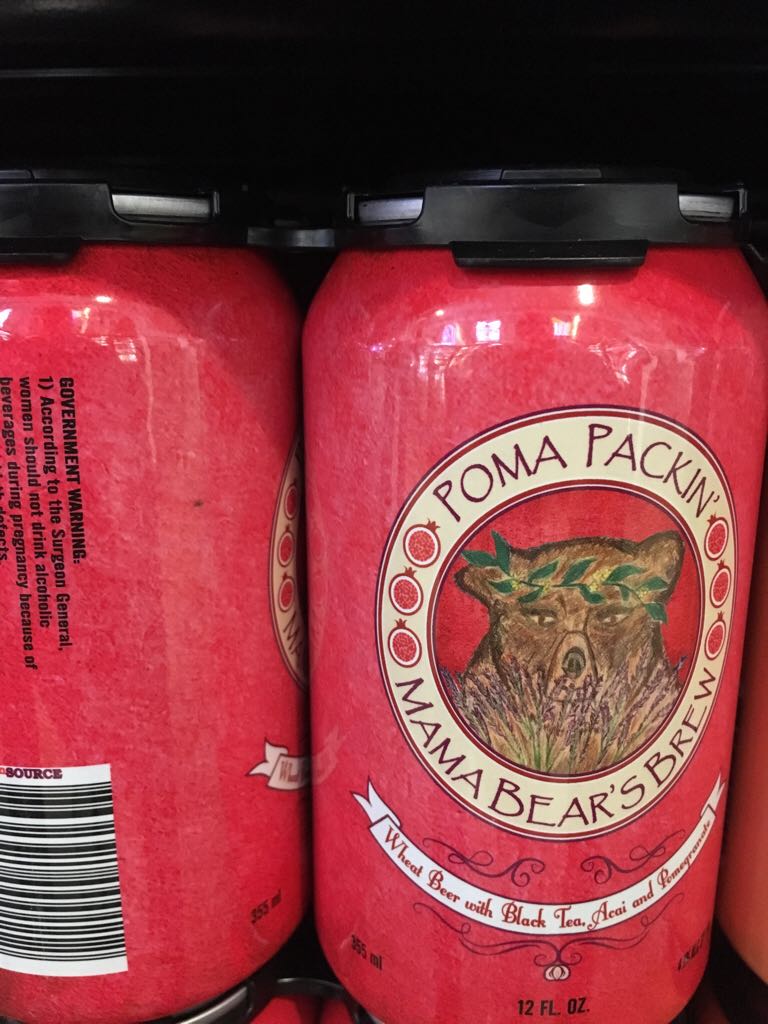 GOVERNMENT WARNING:
1) According to the Surgeon General,
women should not drink alcoholic
beverages during pregnancy because of
defects.
SOURCE
355 ml
POMA PACKIN'
MAMA BEAR'S BREW
Wheat Beer with Black Tea, Acai and Pomegranate
355 ml
12 FL. OZ.